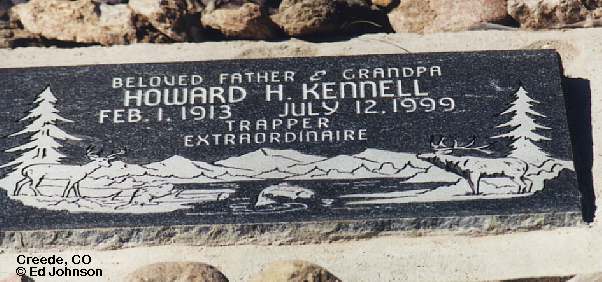 BELOVED FATHER & GRANDPA
HOWARD H. KENNELL
FEB. 1. 1913 JULY 12. 1999
TRAPPER
EXTRAORDINAIRE
Creede, CO
© Ed Johnson